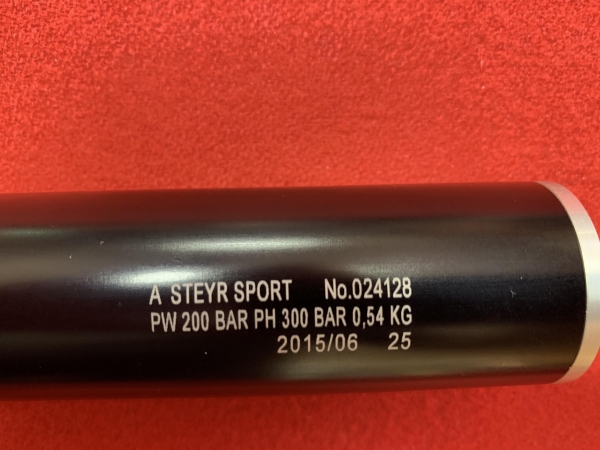 A STEYR SPORT No.024128
PW 200 BAR PH 300 BAR 0,54 KG
2015/06 25